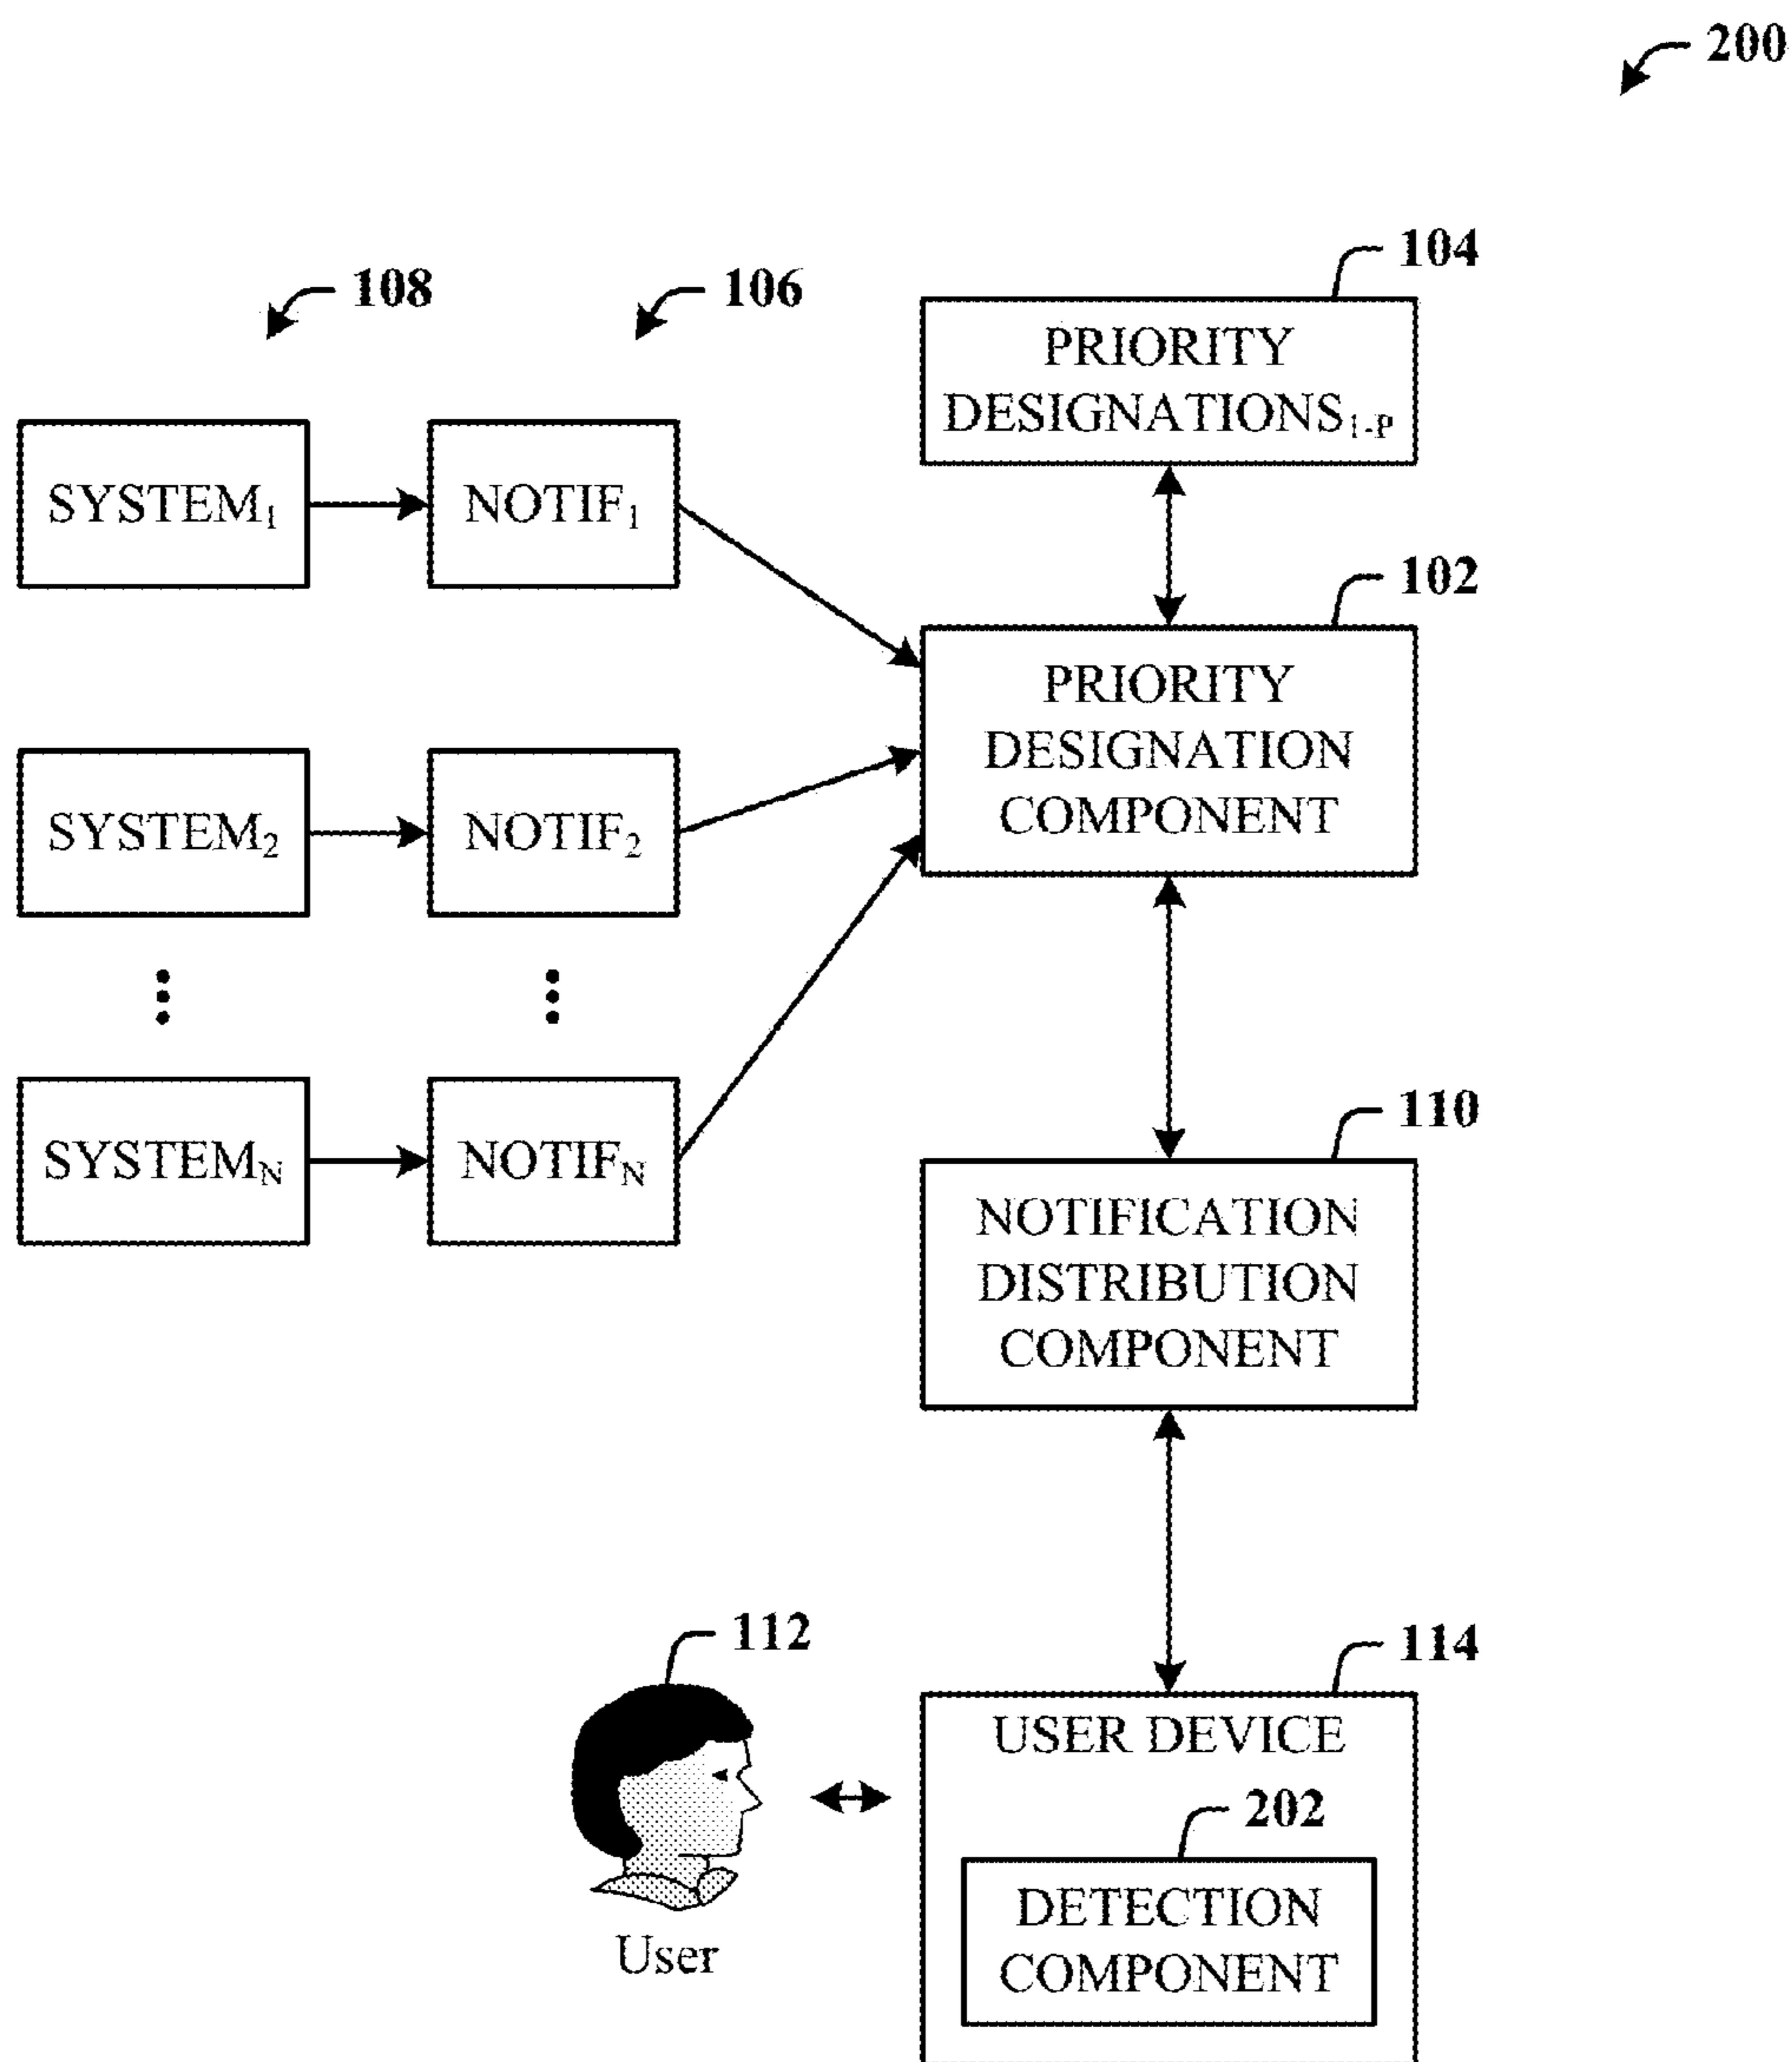 200
104
108
106
PRIORITY
DESIGNATIONS1-P
SYSTEM1
NOTIF1
102
PRIORITY
DESIGNATION
COMPONENT
SYSTEM2
NOTIF2
SYSTEMN
NOTIFN
110
NOTIFICATION
DISTRIBUTION
COMPONENT
112
114
USER DEVICE
202
DETECTION
COMPONENT
User